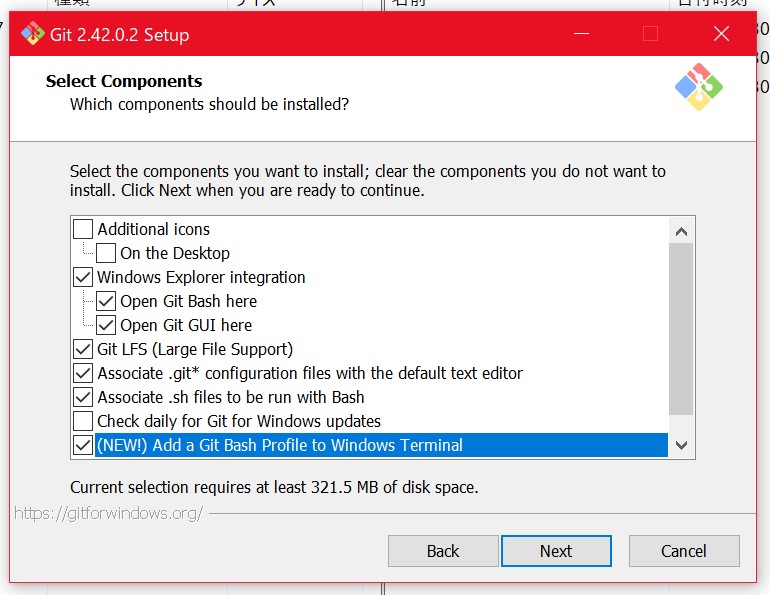 名前
Git 2.42.0.2 Setup
Select Components
Which components should be installed?
Select the components you want to install; clear the components you do not want to
install. Click Next when you are ready to continue.
Additional icons
On the Desktop
Windows Explorer integration
Open Git Bash here
Open Git GUI here
Git LFS (Large File Support)
Associate .git* configuration files with the default text editor
Associate .sh files to be run with Bash
Check daily for Git for Windows updates
(NEW!) Add a Git Bash Profile to Windows Terminal
Current selection requires at least 321.5 MB of disk space.
https://gitforwindows.org/
Back Next Cancel